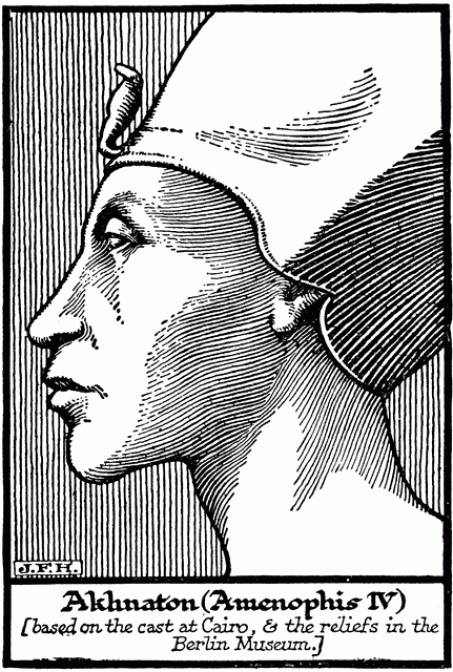 J.F.H.
Akhnaton (Amenophis IV)
[based on the cast at Cairo, & the reliefs in the
Berlin Museum.]